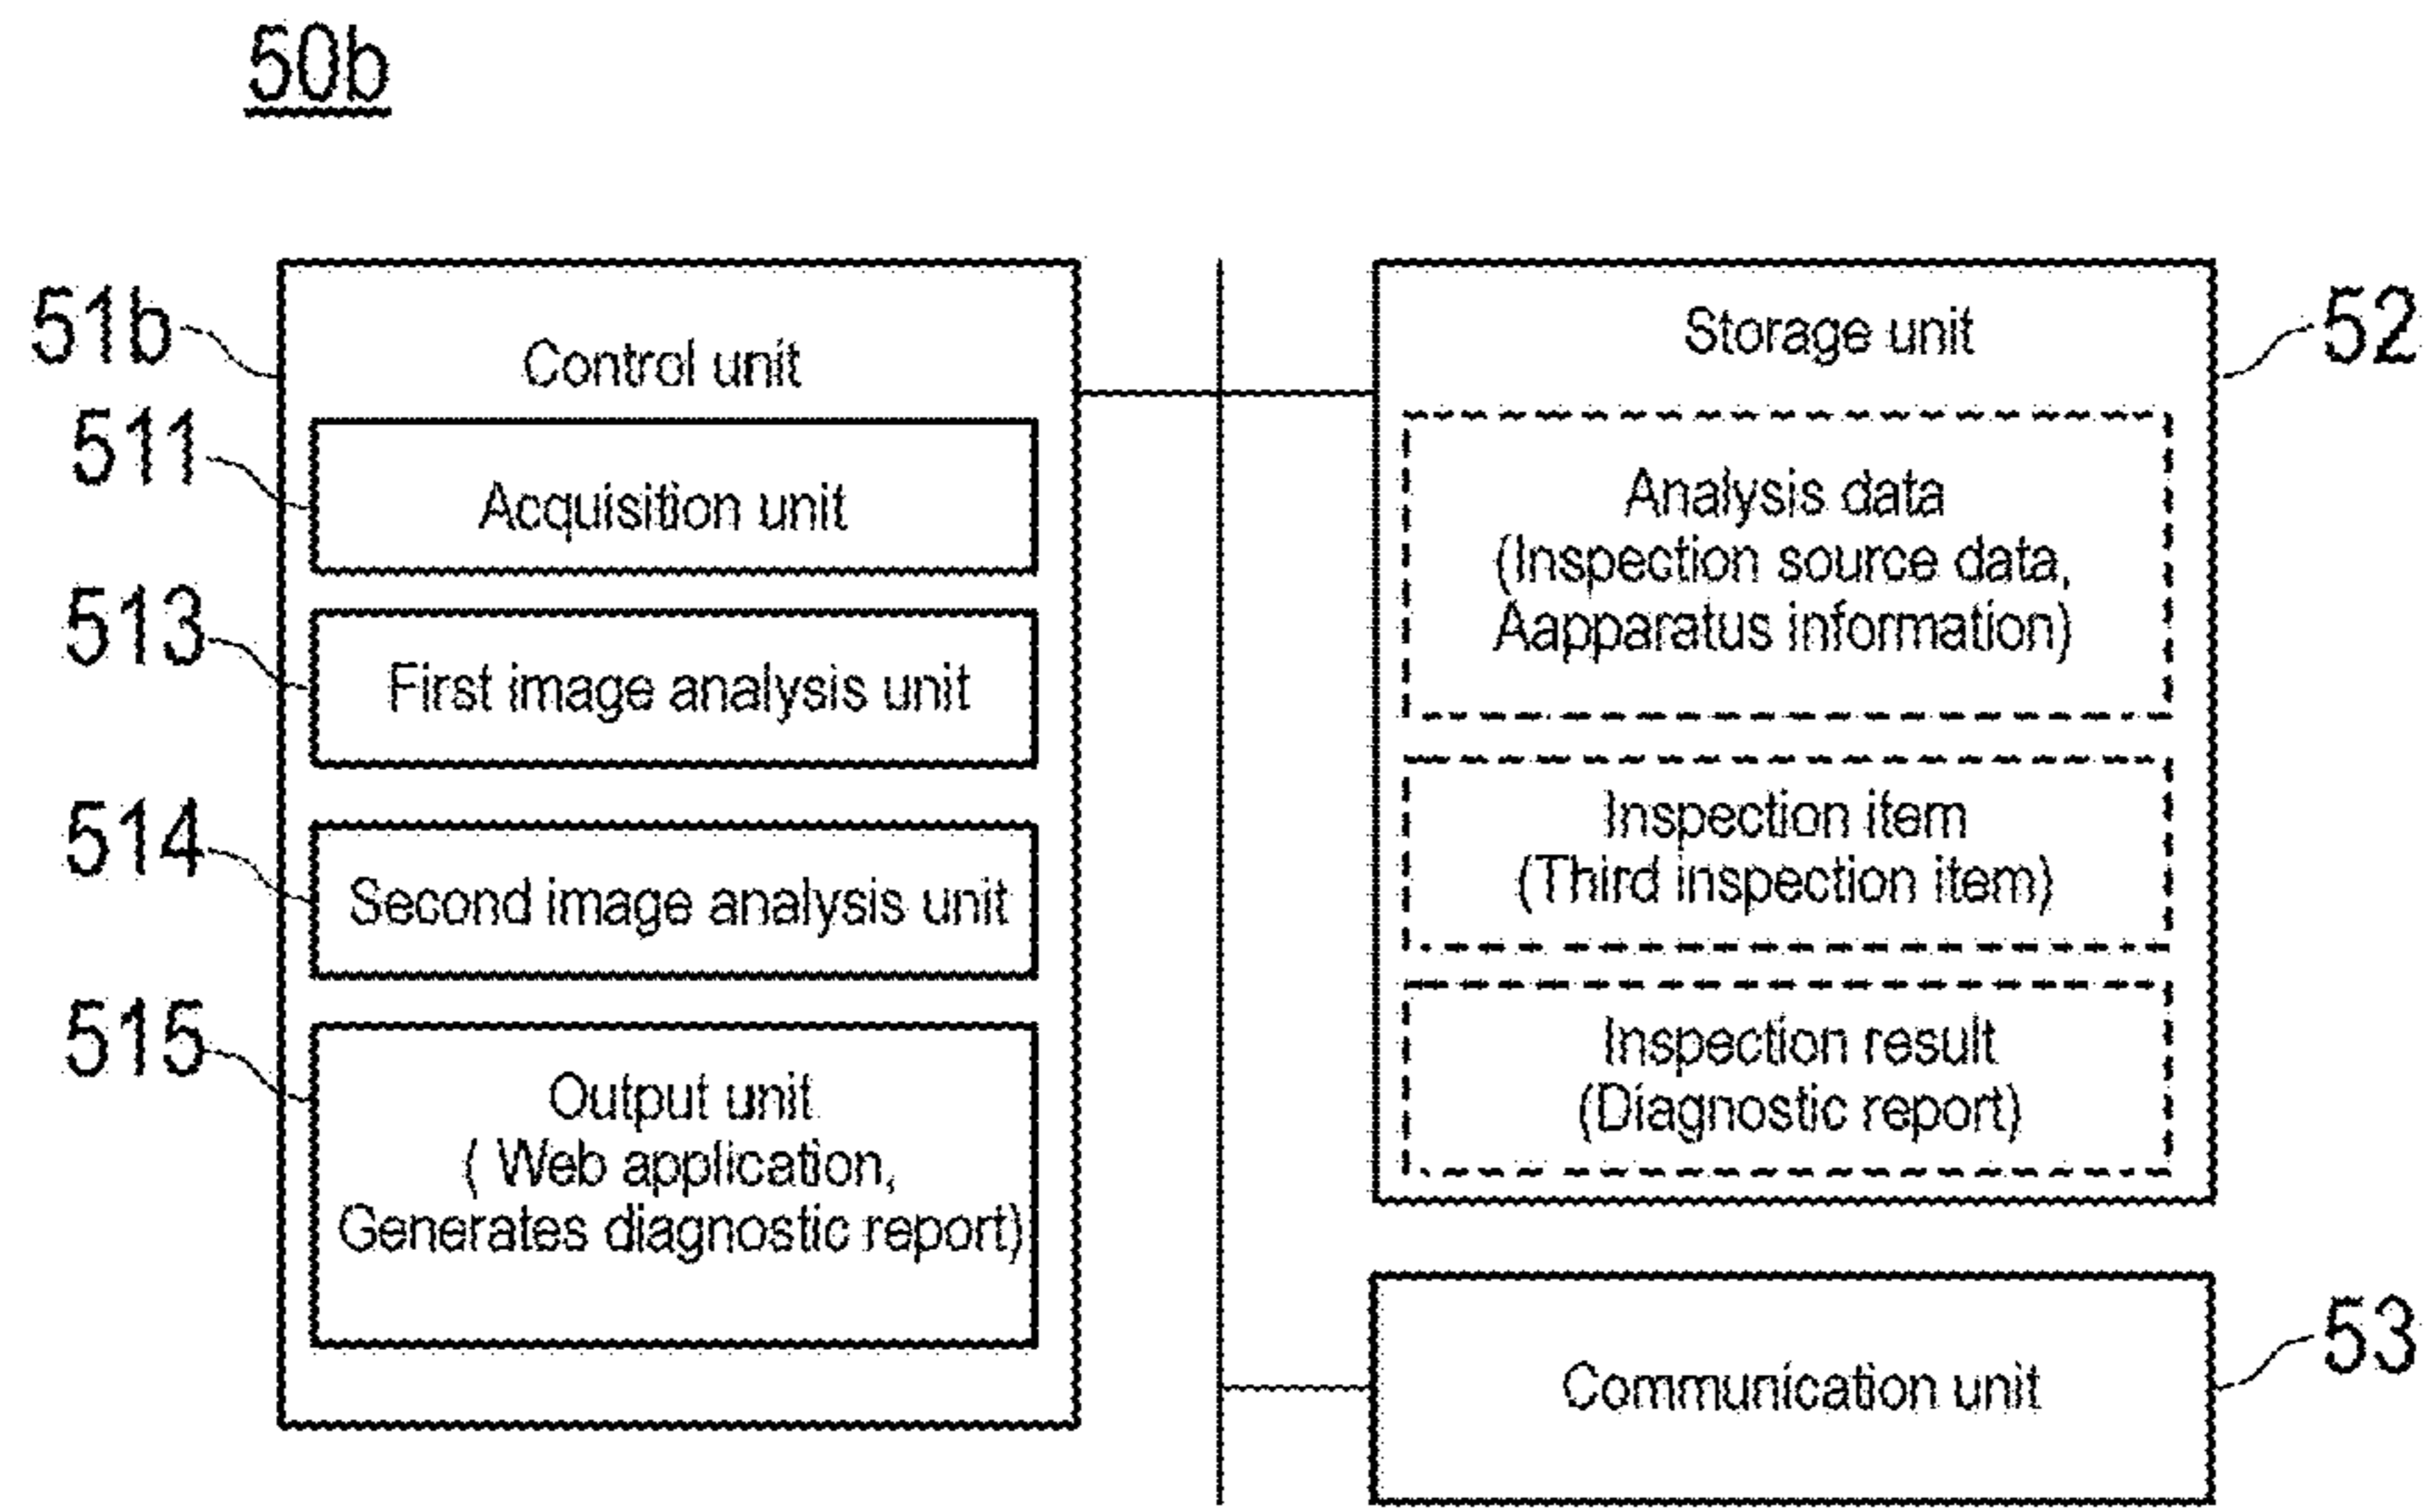 50b
51b
Control unit
511
Acquisition unit
513
First image analysis unit
514
Second image analysis unit
515
Output unit
( Web application,
Generates diagnostic report)
Storage unit
52
Analysis data
(Inspection source data,
Aapparatus information)
Inspection item
(Third inspection item)
Inspection result
(Diagnostic report)
Communication unit
53